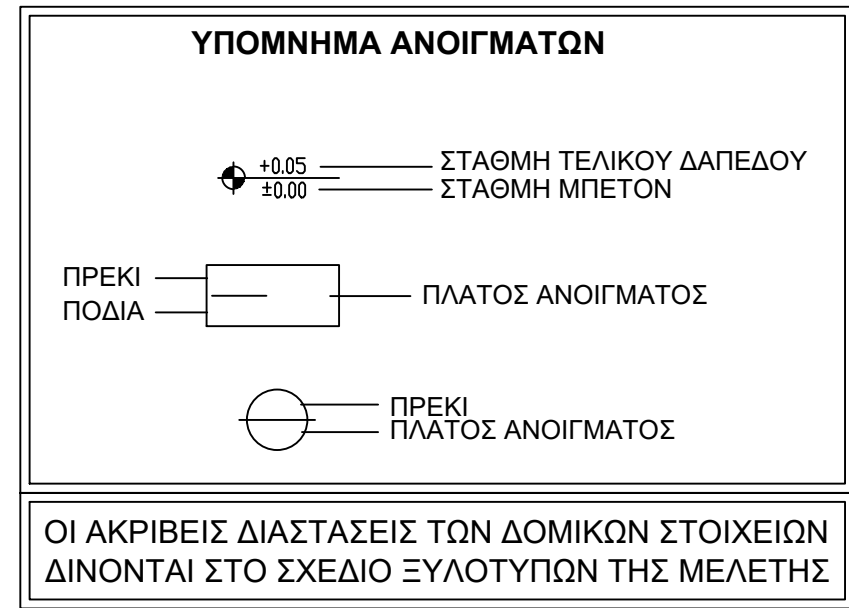 ΥΠΟΜΝΗΜΑ ΑΝΟΙΓΜΑΤΩΝ
+0.05 ΣΤΑΘΜΗ ΤΕΛΙΚΟΥ ΔΑΠΕΔΟΥ
±0.00 ΣΤΑΘΜΗ ΜΠΕΤΟΝ
ΠΡΕΚΙ
ΠΟΔΙΑ
ΠΛΑΤΟΣ ΑΝΟΙΓΜΑΤΟΣ
ΠΡΕΚΙ
ΠΛΑΤΟΣ ΑΝΟΙΓΜΑΤΟΣ
ΟΙ ΑΚΡΙΒΕΙΣ ΔΙΑΣΤΑΣΕΙΣ ΤΩΝ ΔΟΜΙΚΩΝ ΣΤΟΙΧΕΙΩΝ
ΔΙΝΟΝΤΑΙ ΣΤΟ ΣΧΕΔΙΟ ΞΥΛΟΤΥΠΩΝ ΤΗΣ ΜΕΛΕΤΗΣ